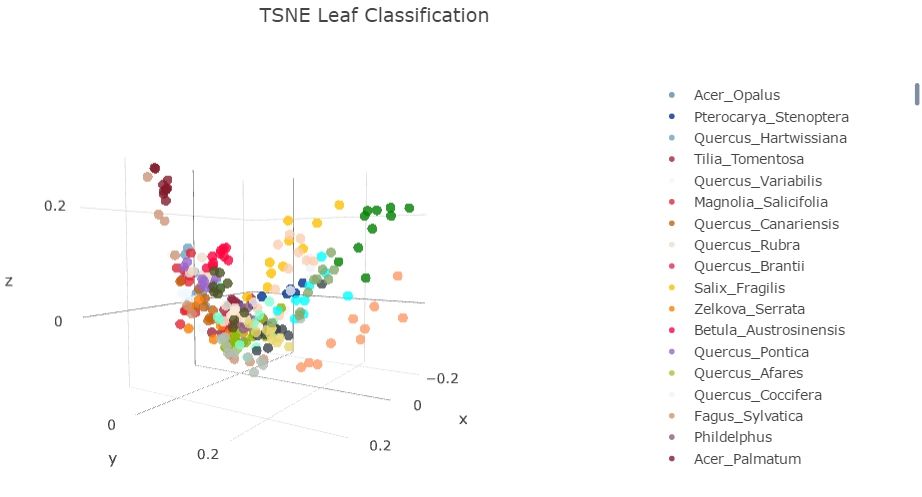 TSNE Leaf Classification
0.2
z
0
0
y
0.2
0.2
x
0
−0.2
Acer_Opalus
Pterocarya_Stenoptera
Quercus_Hartwissiana
Tilia_Tomentosa
Quercus_Variabilis
Magnolia_Salicifolia
Quercus_Canariensis
Quercus_Rubra
Quercus_Brantii
Salix_Fragilis
Zelkova_Serrata
Betula_Austrosinensis
Quercus_Pontica
Quercus_Afares
Quercus_Coccifera
Fagus_Sylvatica
Phildelphus
Acer_Palmatum